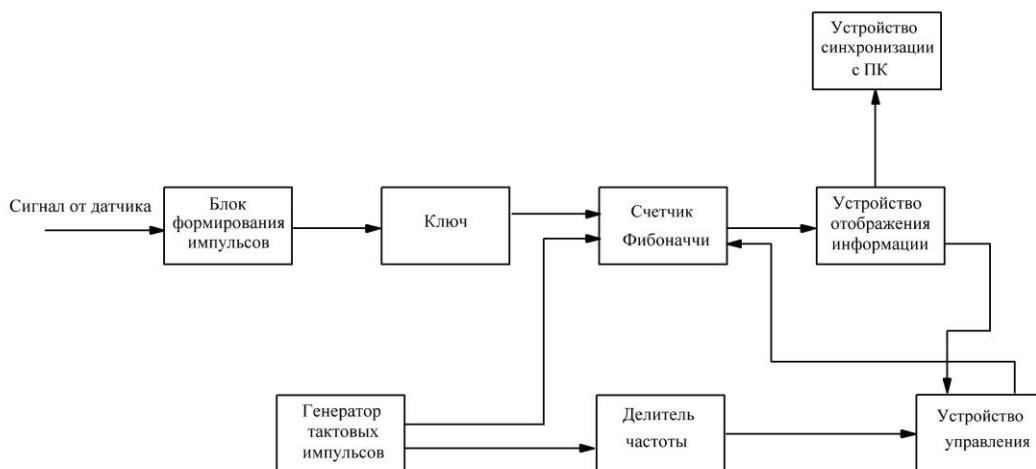 Устройство
синхронизации
с ПК
Сигнал от датчика
Блок
формирования
импульсов
Ключ
Счетчик
Фибоначчи
Устройство
отображения
информации
Генератор
тактовых
импульсов
Делитель
частоты
Устройство
управления